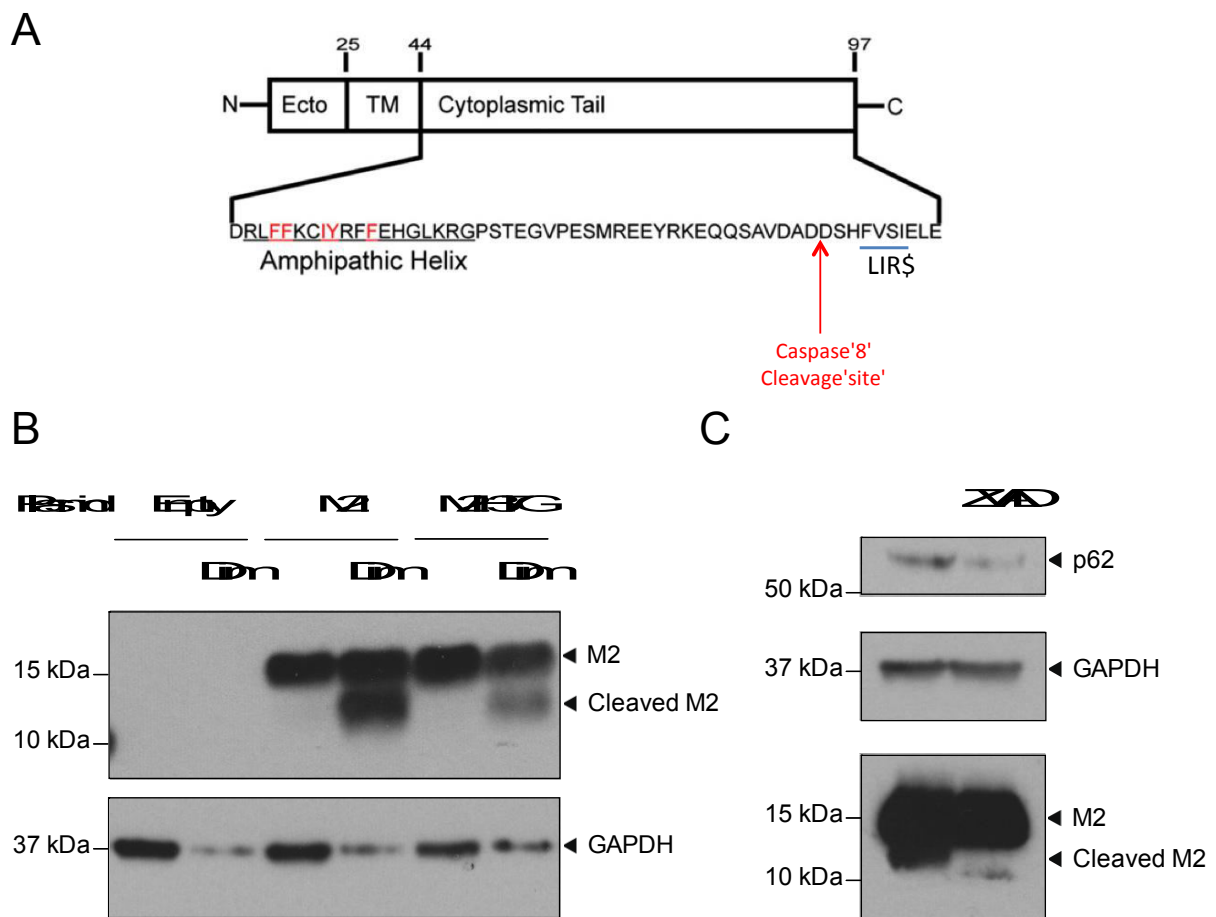 A
25 44 97
N Ecto TM Cytoplasmic Tail C
DRLFFKCIYRFFEHGLKRGPSTEGVPESMREEYRKEQQSAVDADDSHFVSIELE
Amphipathic Helix
LIR$
Caspase'8'
Cleavage'site'
B
Empty
15 kDa
M2
Cleaved M2
10 kDa
37 kDa
GAPDH
C
ZVAD
p62
50 kDa
37 kDa
GAPDH
15 kDa
M2
Cleaved M2
10 kDa